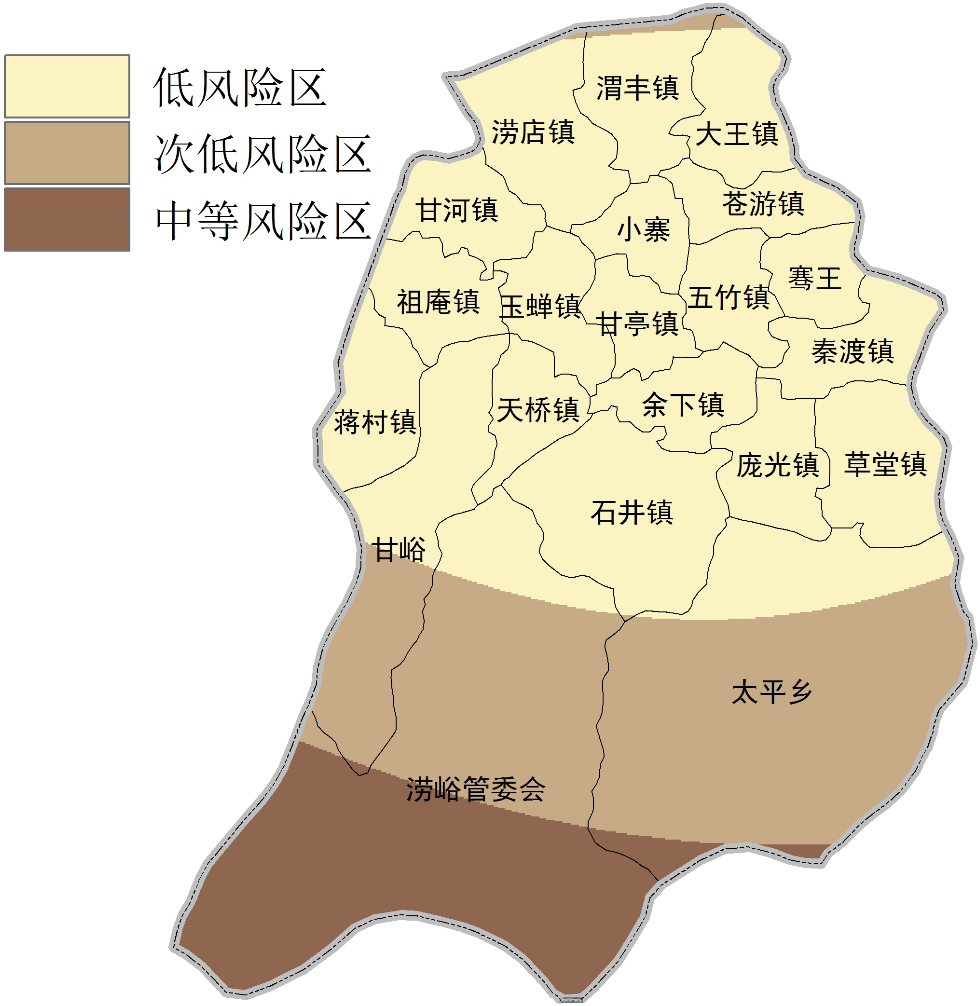 低风险区
次低风险区
中等风险区
渭丰镇
涝店镇
大王镇
甘河镇
苍游镇
小寨
骞王
祖庵镇
玉蝉镇
五竹镇
甘亭镇
秦渡镇
蒋村镇
天桥镇
余下镇
庞光镇
草堂镇
石井镇
甘峪
太平乡
涝峪管委会